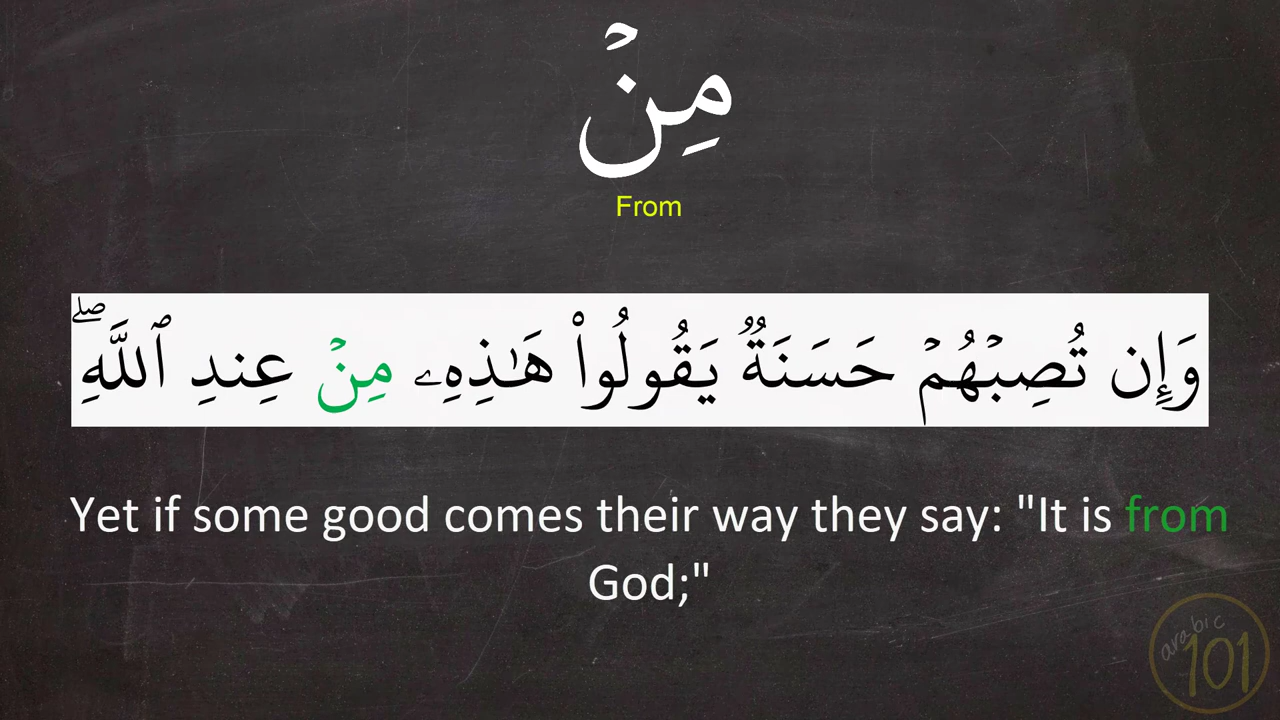 مِنۡ
From
وَإِن تُصِبۡهُمۡ حَسَنَةٞ يَقُولُواْ هَٰذِهِۦ مِنۡ عِندِ ٱللَّهِۖ
Yet if some good comes their way they say: "It is from
God;"
arabic
101